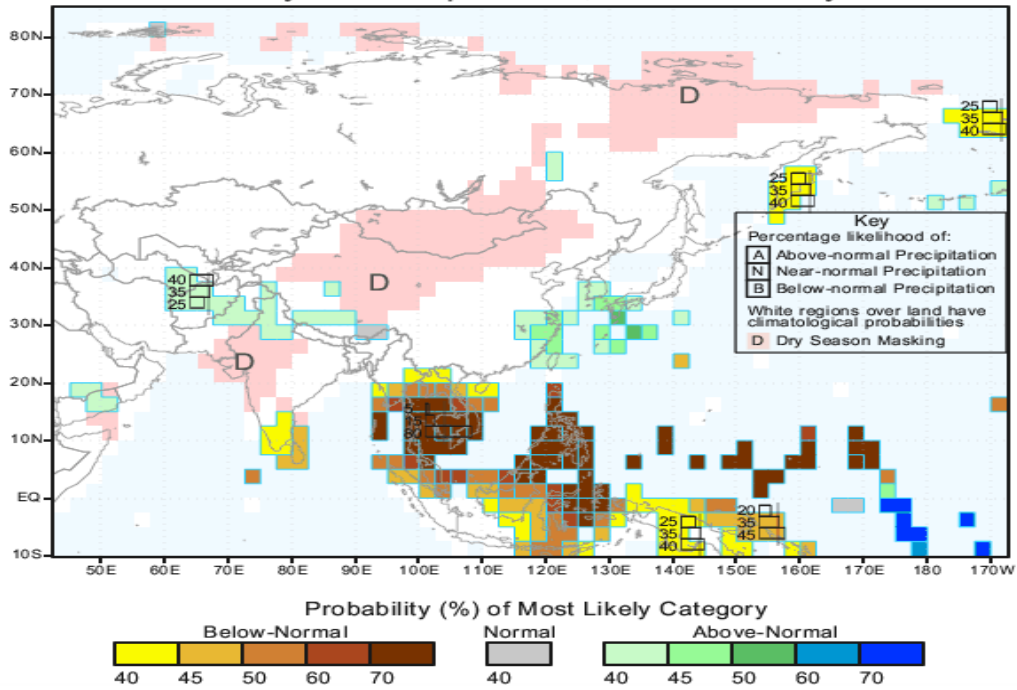 80N
70N
60N
50N
40N
30N
20N
10N
EQ
10S
D
D
D
25
35
40
25
35
40
40
35
25
25
35
40
20
35
45
Key
Percentage likelihood of:
A Above-normal Precipitation
N Near-normal Precipitation
B Below-normal Precipitation
White regions over land have
climatological probabilities
D Dry Season Masking
50E 60E 70E 80E 90E 100E 110E 120E 130E 140E 150E 160E 170E 180 170W
Probability (%) of Most Likely Category
Below-Normal Normal Above-Normal
40 45 50 60 70 40 40 45 50 60 70